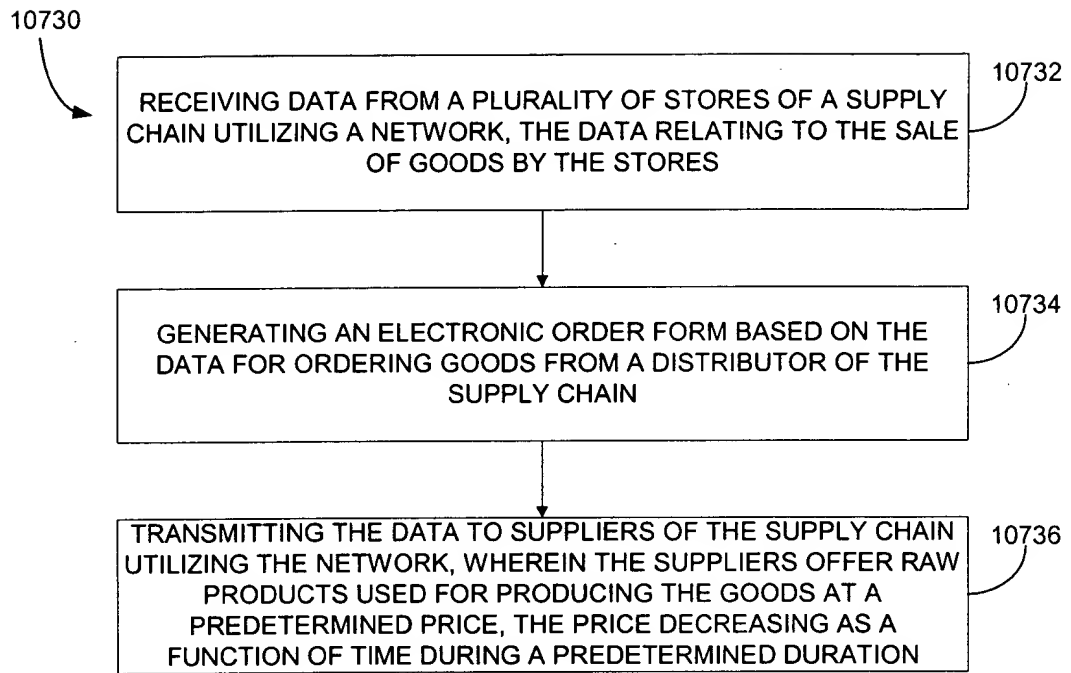 10730
10732
RECEIVING DATA FROM A PLURALITY OF STORES OF A SUPPLY
CHAIN UTILIZING A NETWORK, THE DATA RELATING TO THE SALE
OF GOODS BY THE STORES
10734
GENERATING AN ELECTRONIC ORDER FORM BASED ON THE
DATA FOR ORDERING GOODS FROM A DISTRIBUTOR OF THE
SUPPLY CHAIN
10736
TRANSMITTING THE DATA TO SUPPLIERS OF THE SUPPLY CHAIN
UTILIZING THE NETWORK, WHEREIN THE SUPPLIERS OFFER RAW
PRODUCTS USED FOR PRODUCING THE GOODS AT A
PREDETERMINED PRICE, THE PRICE DECREASING AS A
FUNCTION OF TIME DURING A PREDETERMINED DURATION